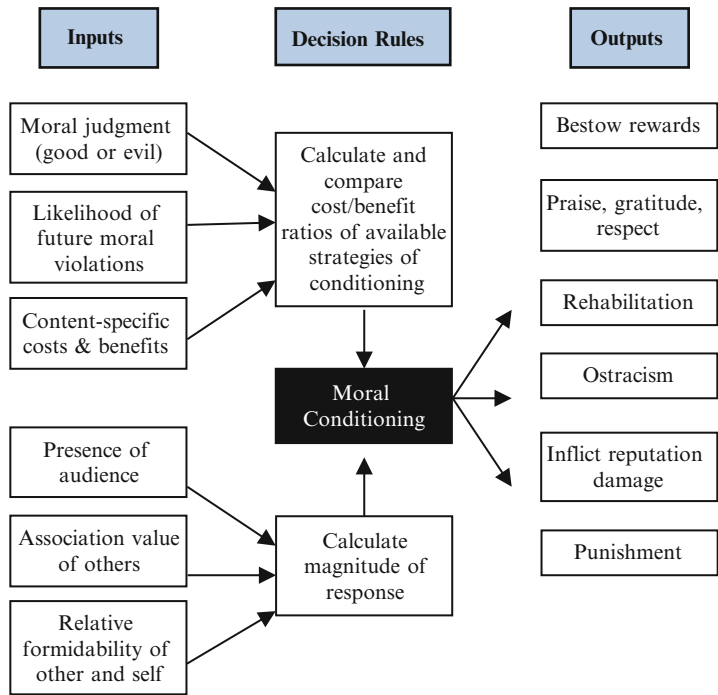 Inputs
Decision Rules
Outputs
Moral judgment
(good or evil)
Likelihood of
future moral
violations
Content-specific
costs & benefits
Presence of
audience
Association value
of others
Relative
formidability of
other and self
Calculate and
compare
cost/benefit
ratios of available
strategies of
conditioning
Moral
Conditioning
Calculate
magnitude of
response
Bestow rewards
Praise, gratitude,
respect
Rehabilitation
Ostracism
Inflict reputation
damage
Punishment